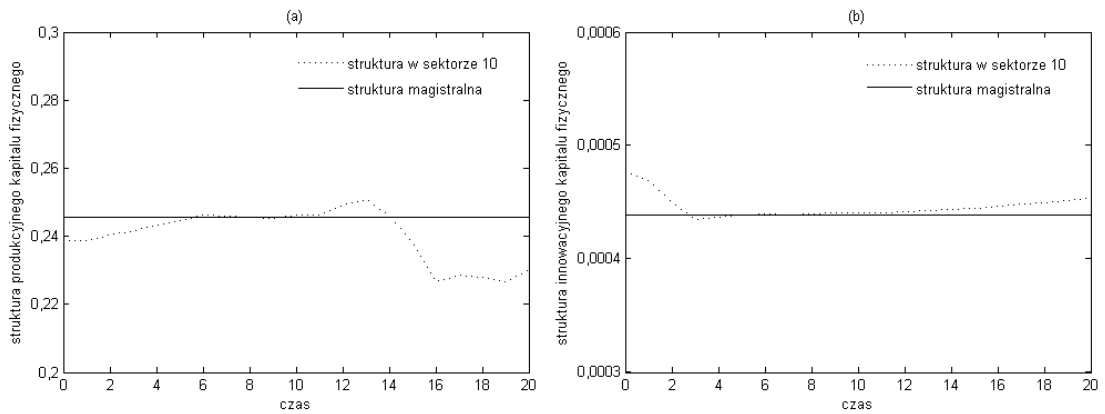 (a)
struktura produkcyjnego kapitału fizycznego
0,3
0,28
0,26
0,24
0,22
0,2
struktura w sektorze 10
struktura magistralna
0 2 4 6 8 10 12 14 16 18 20
czas
(b)
struktura innowacyjnego kapitału fizycznego
0,0006
0,0005
0,0004
0,0003
struktura w sektorze 10
struktura magistralna
0 2 4 6 8 10 12 14 16 18 20
czas